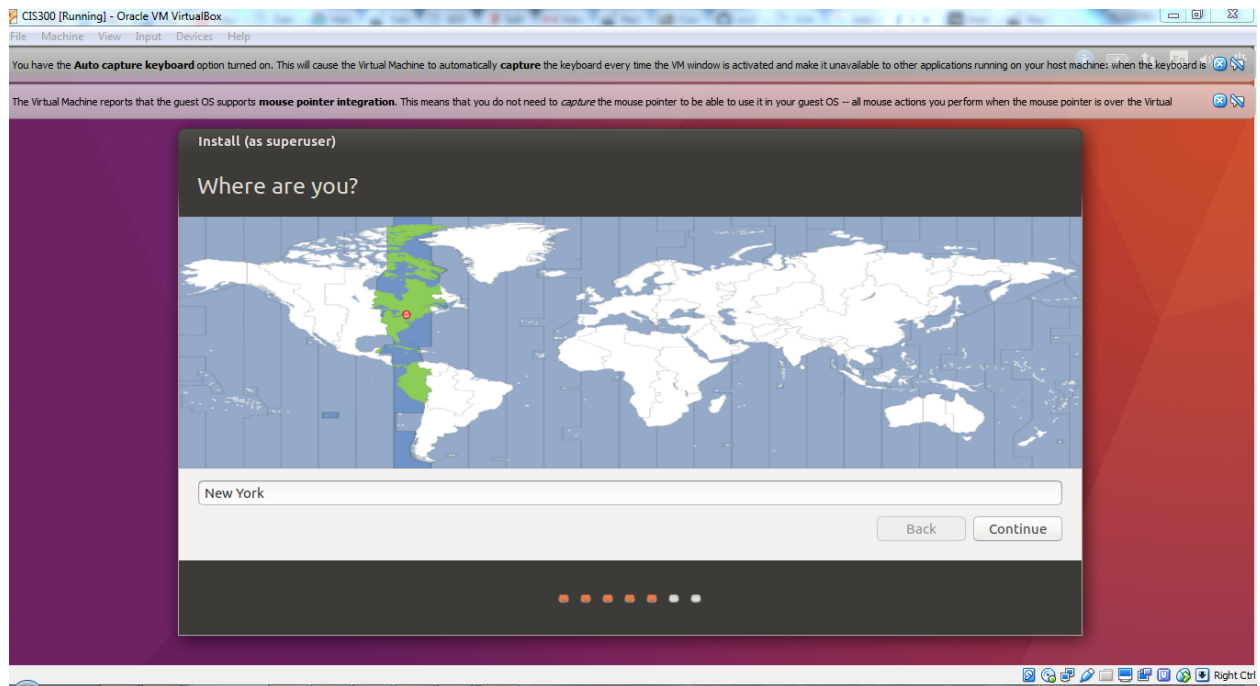 CIS300 [Running] - Oracle VM VirtualBox
File Machine View Input Devices Help
You have the Auto capture keyboard option turned on. This will cause the Virtual Machine to automatically capture the keyboard every time the VM window is activated and make it unavailable to other applications running on your host machine: when the keyboard is
The Virtual Machine reports that the guest OS supports mouse pointer integration. This means that you do not need to capture the mouse pointer to be able to use it in your guest OS -- all mouse actions you perform when the mouse pointer is over the Virtual
Install (as superuser)
Where are you?
New York
Back Continue
Right Ctrl